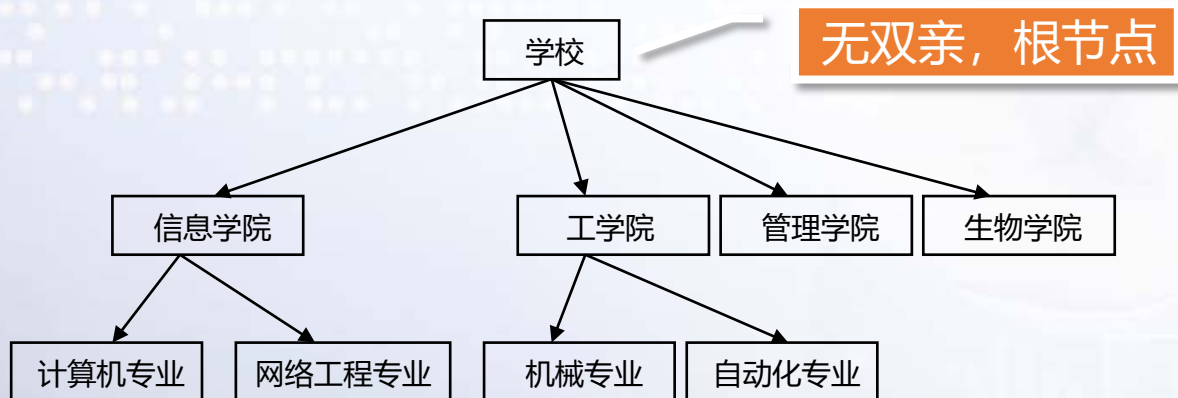 学校
无双亲，根节点
信息学院
工学院
管理学院
生物学院
计算机专业
网络工程专业
机械专业
自动化专业